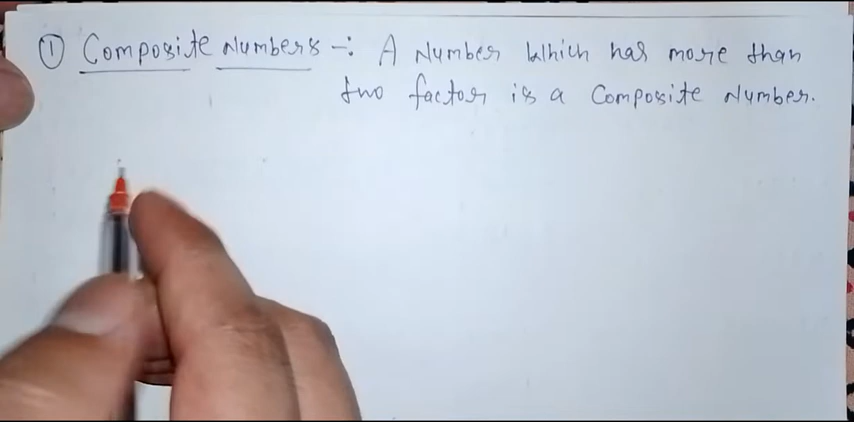 ① Composite Numbers -: A Number Which has more than
two factor is a Composite Number.